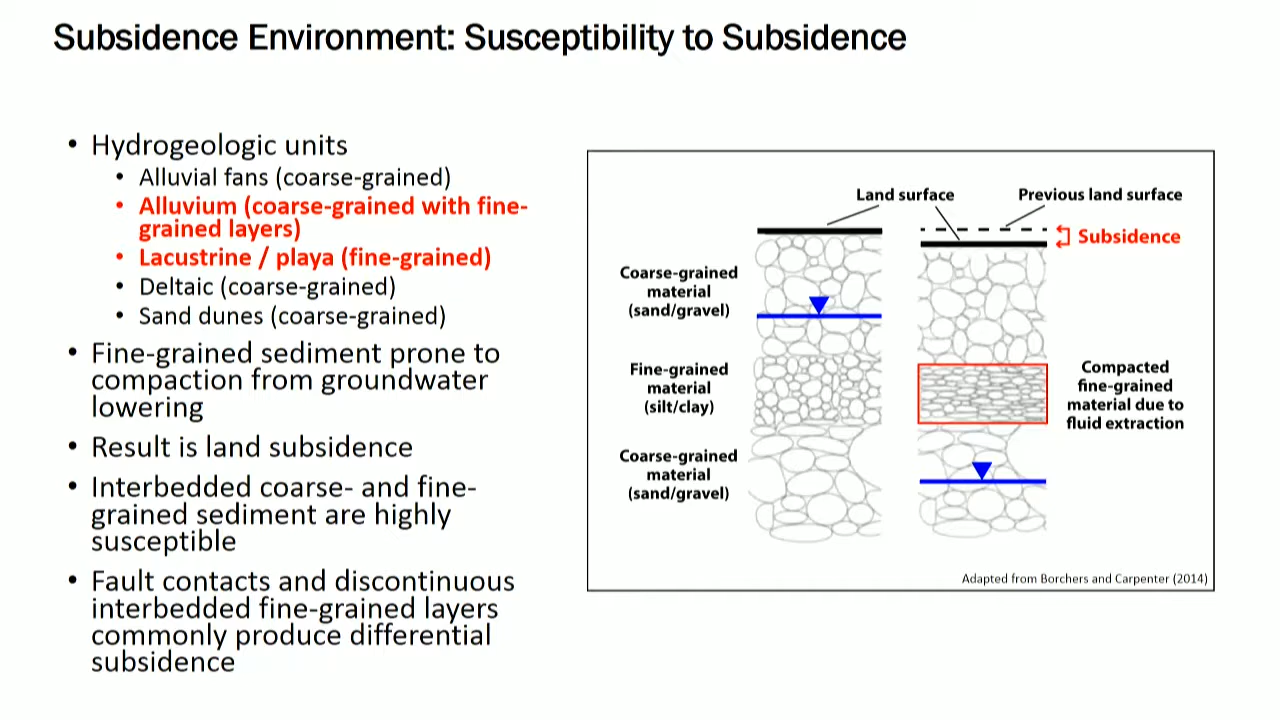 Subsidence Environment: Susceptibility to Subsidence
• Hydrogeologic units
• Alluvial fans (coarse-grained)
• Alluvium (coarse-grained with fine-
grained layers)
• Lacustrine / playa (fine-grained)
• Deltaic (coarse-grained)
• Sand dunes (coarse-grained)
• Fine-grained sediment prone to
compaction from groundwater
lowering
• Result is land subsidence
• Interbedded coarse- and fine-
grained sediment are highly
susceptible
• Fault contacts and discontinuous
interbedded fine-grained layers
commonly produce differential
subsidence
Land surface
Previous land surface
Subsidence
Coarse-grained
material
(sand/gravel)
Fine-grained
material
(silt/clay)
Coarse-grained
material
(sand/gravel)
Compacted
fine-grained
material due to
fluid extraction
Adapted from Borchers and Carpenter (2014)